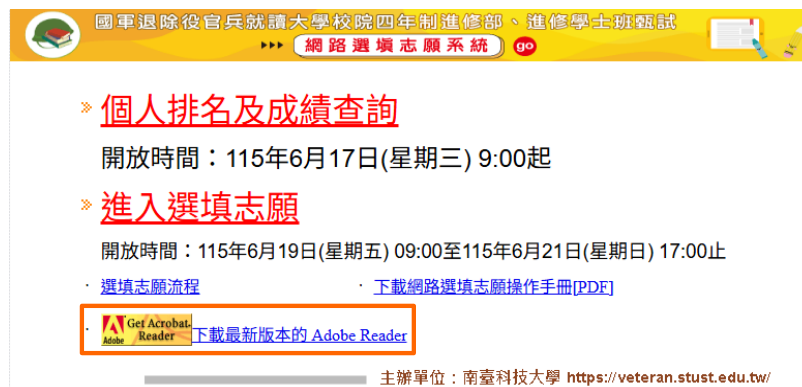 國軍退除役官兵就讀大學校院四年制進修部、進修學士班甄試
網路選填志願系統 GO
» 個人排名及成績查詢
開放時間：115年6月17日(星期三) 9:00起
» 進入選填志願
開放時間：115年6月19日(星期五) 09:00至115年6月21日(星期日) 17:00止
· 選填志願流程 · 下載網路選填志願操作手冊[PDF]
· Adobe Get Acrobat Reader 下載最新版本的 Adobe Reader
主辦單位：南臺科技大學 https://veteran.stust.edu.tw/